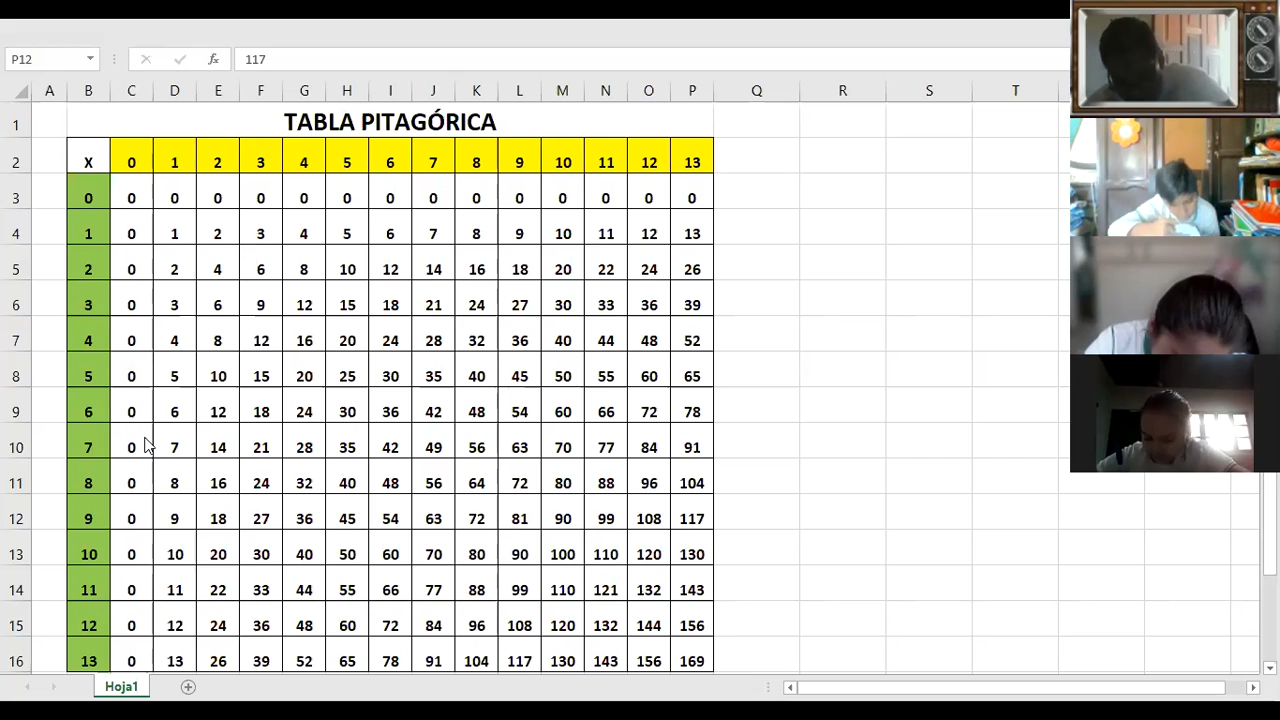 P12 fx 117
A B C D E F G H I J K L M N O P Q R S T
1 TABLA PITAGÓRICA
2 X 0 1 2 3 4 5 6 7 8 9 10 11 12 13
3 0 0 0 0 0 0 0 0 0 0 0 0 0 0 0
4 1 0 1 2 3 4 5 6 7 8 9 10 11 12 13
5 2 0 2 4 6 8 10 12 14 16 18 20 22 24 26
6 3 0 3 6 9 12 15 18 21 24 27 30 33 36 39
7 4 0 4 8 12 16 20 24 28 32 36 40 44 48 52
8 5 0 5 10 15 20 25 30 35 40 45 50 55 60 65
9 6 0 6 12 18 24 30 36 42 48 54 60 66 72 78
10 7 0 7 14 21 28 35 42 49 56 63 70 77 84 91
11 8 0 8 16 24 32 40 48 56 64 72 80 88 96 104
12 9 0 9 18 27 36 45 54 63 72 81 90 99 108 117
13 10 0 10 20 30 40 50 60 70 80 90 100 110 120 130
14 11 0 11 22 33 44 55 66 77 88 99 110 121 132 143
15 12 0 12 24 36 48 60 72 84 96 108 120 132 144 156
16 13 0 13 26 39 52 65 78 91 104 117 130 143 156 169
Hoja1